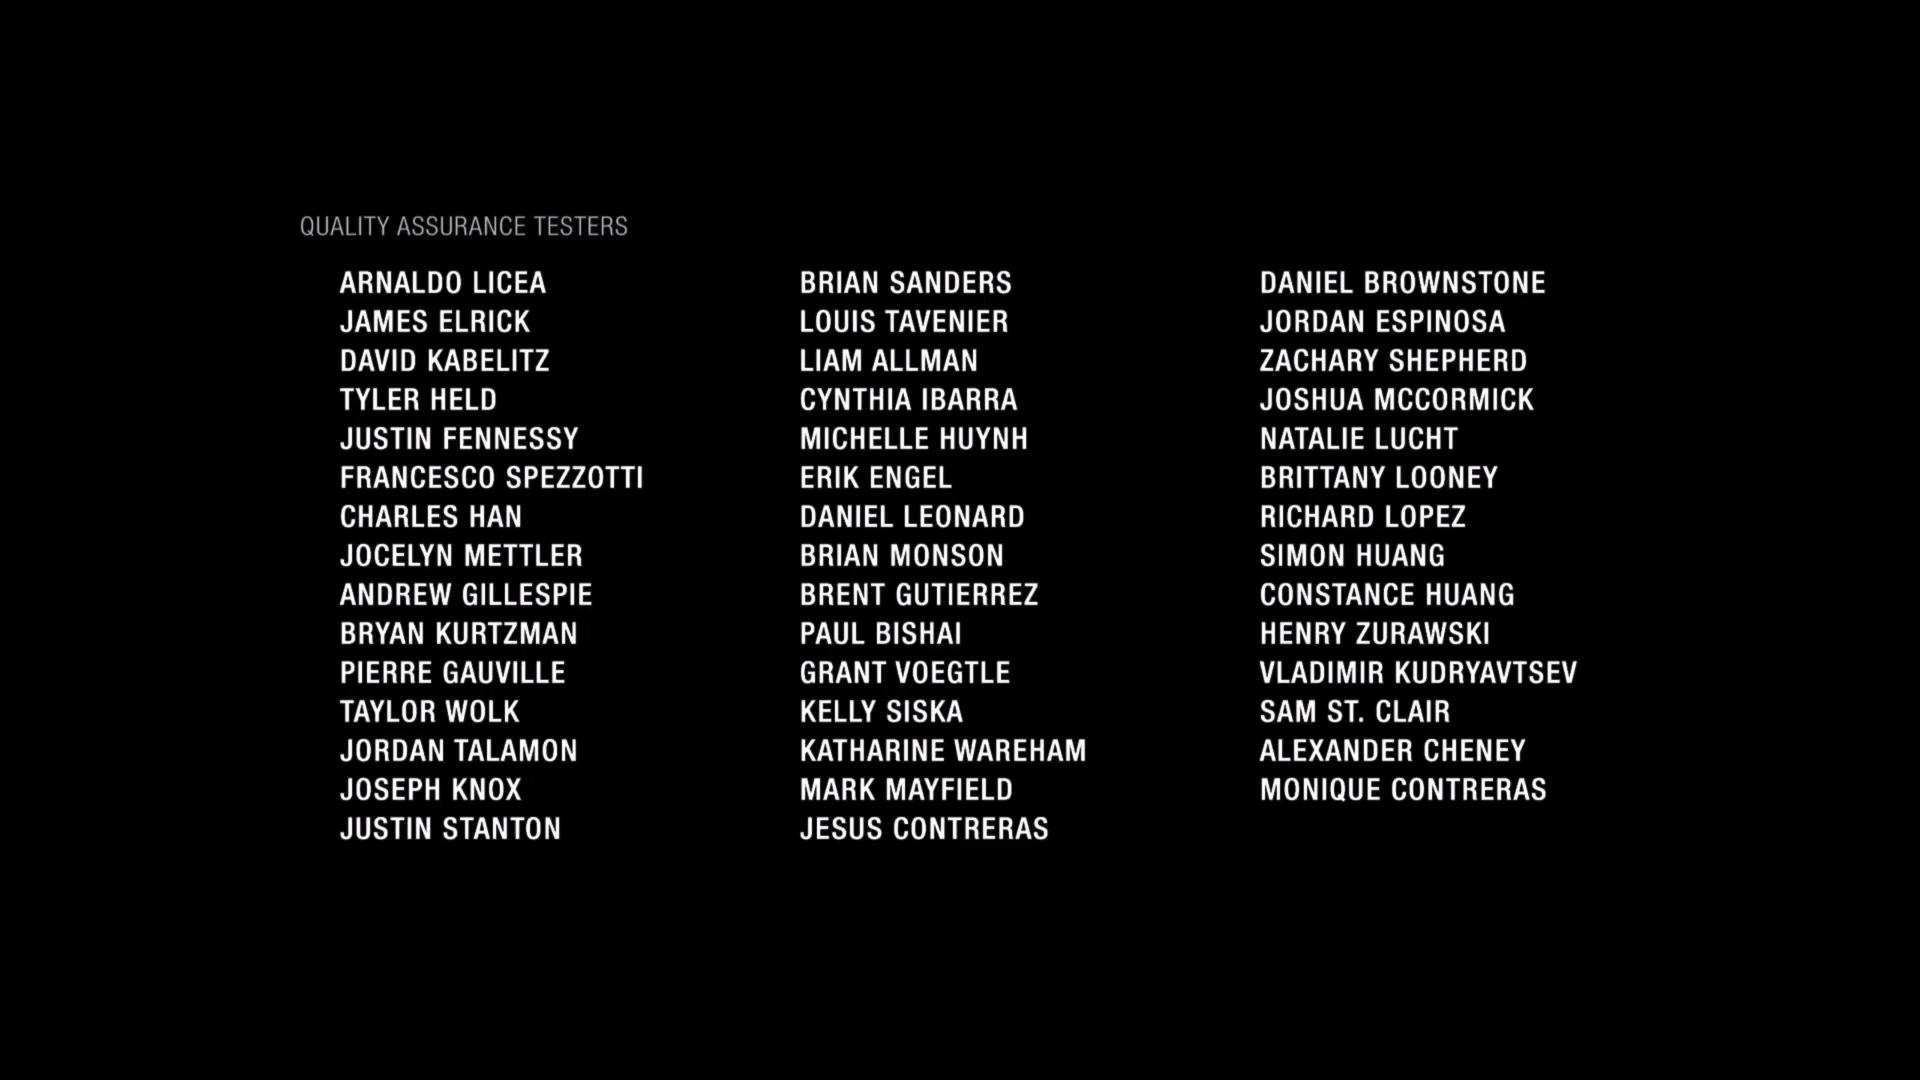 QUALITY ASSURANCE TESTERS
ARNALDO LICEA
JAMES ELRICK
DAVID KABELITZ
TYLER HELD
JUSTIN FENNESSY
FRANCESCO SPEZZOTTI
CHARLES HAN
JOCELYN METTLER
ANDREW GILLESPIE
BRYAN KURTZMAN
PIERRE GAUVILLE
TAYLOR WOLK
JORDAN TALAMON
JOSEPH KNOX
JUSTIN STANTON
BRIAN SANDERS
LOUIS TAVENIER
LIAM ALLMAN
CYNTHIA IBARRA
MICHELLE HUYNH
ERIK ENGEL
DANIEL LEONARD
BRIAN MONSON
BRENT GUTIERREZ
PAUL BISHAI
GRANT VOEGTLE
KELLY SISKA
KATHARINE WAREHAM
MARK MAYFIELD
JESUS CONTRERAS
DANIEL BROWNSTONE
JORDAN ESPINOSA
ZACHARY SHEPHERD
JOSHUA MCCORMICK
NATALIE LUCHT
BRITTANY LOONEY
RICHARD LOPEZ
SIMON HUANG
CONSTANCE HUANG
HENRY ZURAWSKI
VLADIMIR KUDRYAVTSEV
SAM ST. CLAIR
ALEXANDER CHENEY
MONIQUE CONTRERAS